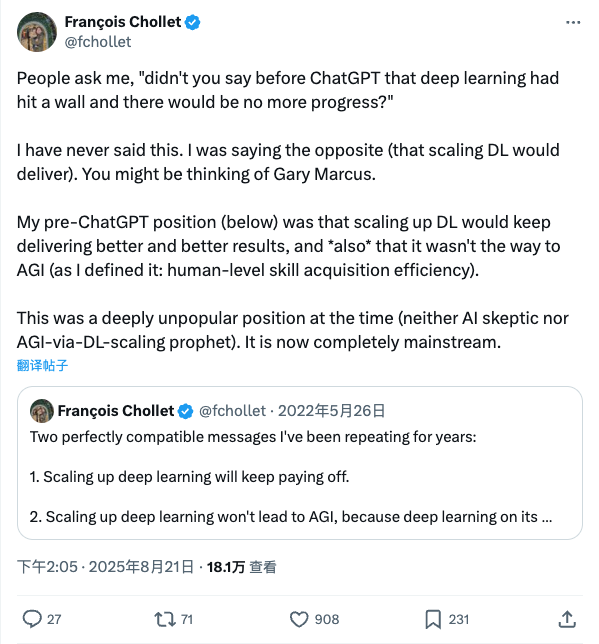 François Chollet
@fchollet
People ask me, "didn't you say before ChatGPT that deep learning had
hit a wall and there would be no more progress?"
I have never said this. I was saying the opposite (that scaling DL would
deliver). You might be thinking of Gary Marcus.
My pre-ChatGPT position (below) was that scaling up DL would keep
delivering better and better results, and *also* that it wasn't the way to
AGI (as I defined it: human-level skill acquisition efficiency).
This was a deeply unpopular position at the time (neither AI skeptic nor
AGI-via-DL-scaling prophet). It is now completely mainstream.
翻译帖子
François Chollet @fchollet · 2022年5月26日
Two perfectly compatible messages I've been repeating for years:
1. Scaling up deep learning will keep paying off.
2. Scaling up deep learning won't lead to AGI, because deep learning on its ...
下午2:05 · 2025年8月21日 · 18.1万 查看
27 71 908 231